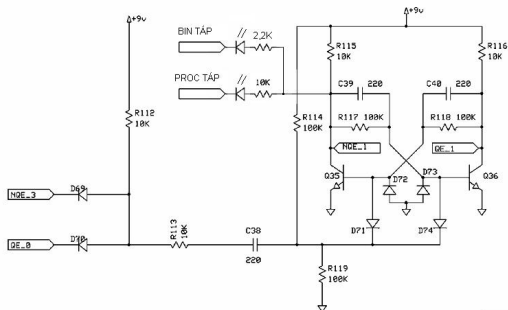 +9v
BIN TÁP
//
2,2K
PROC TÁP
//
10K
+9v
R115
10K
R116
10K
C39
220
C40
220
R112
10K
R114
100K
R117 100K
R118 100K
NQE_1
QE_1
Q35
D72
D73
Q36
NQE_3
D69
QE_0
D70
R113
10K
C38
220
D71
D74
R119
100K